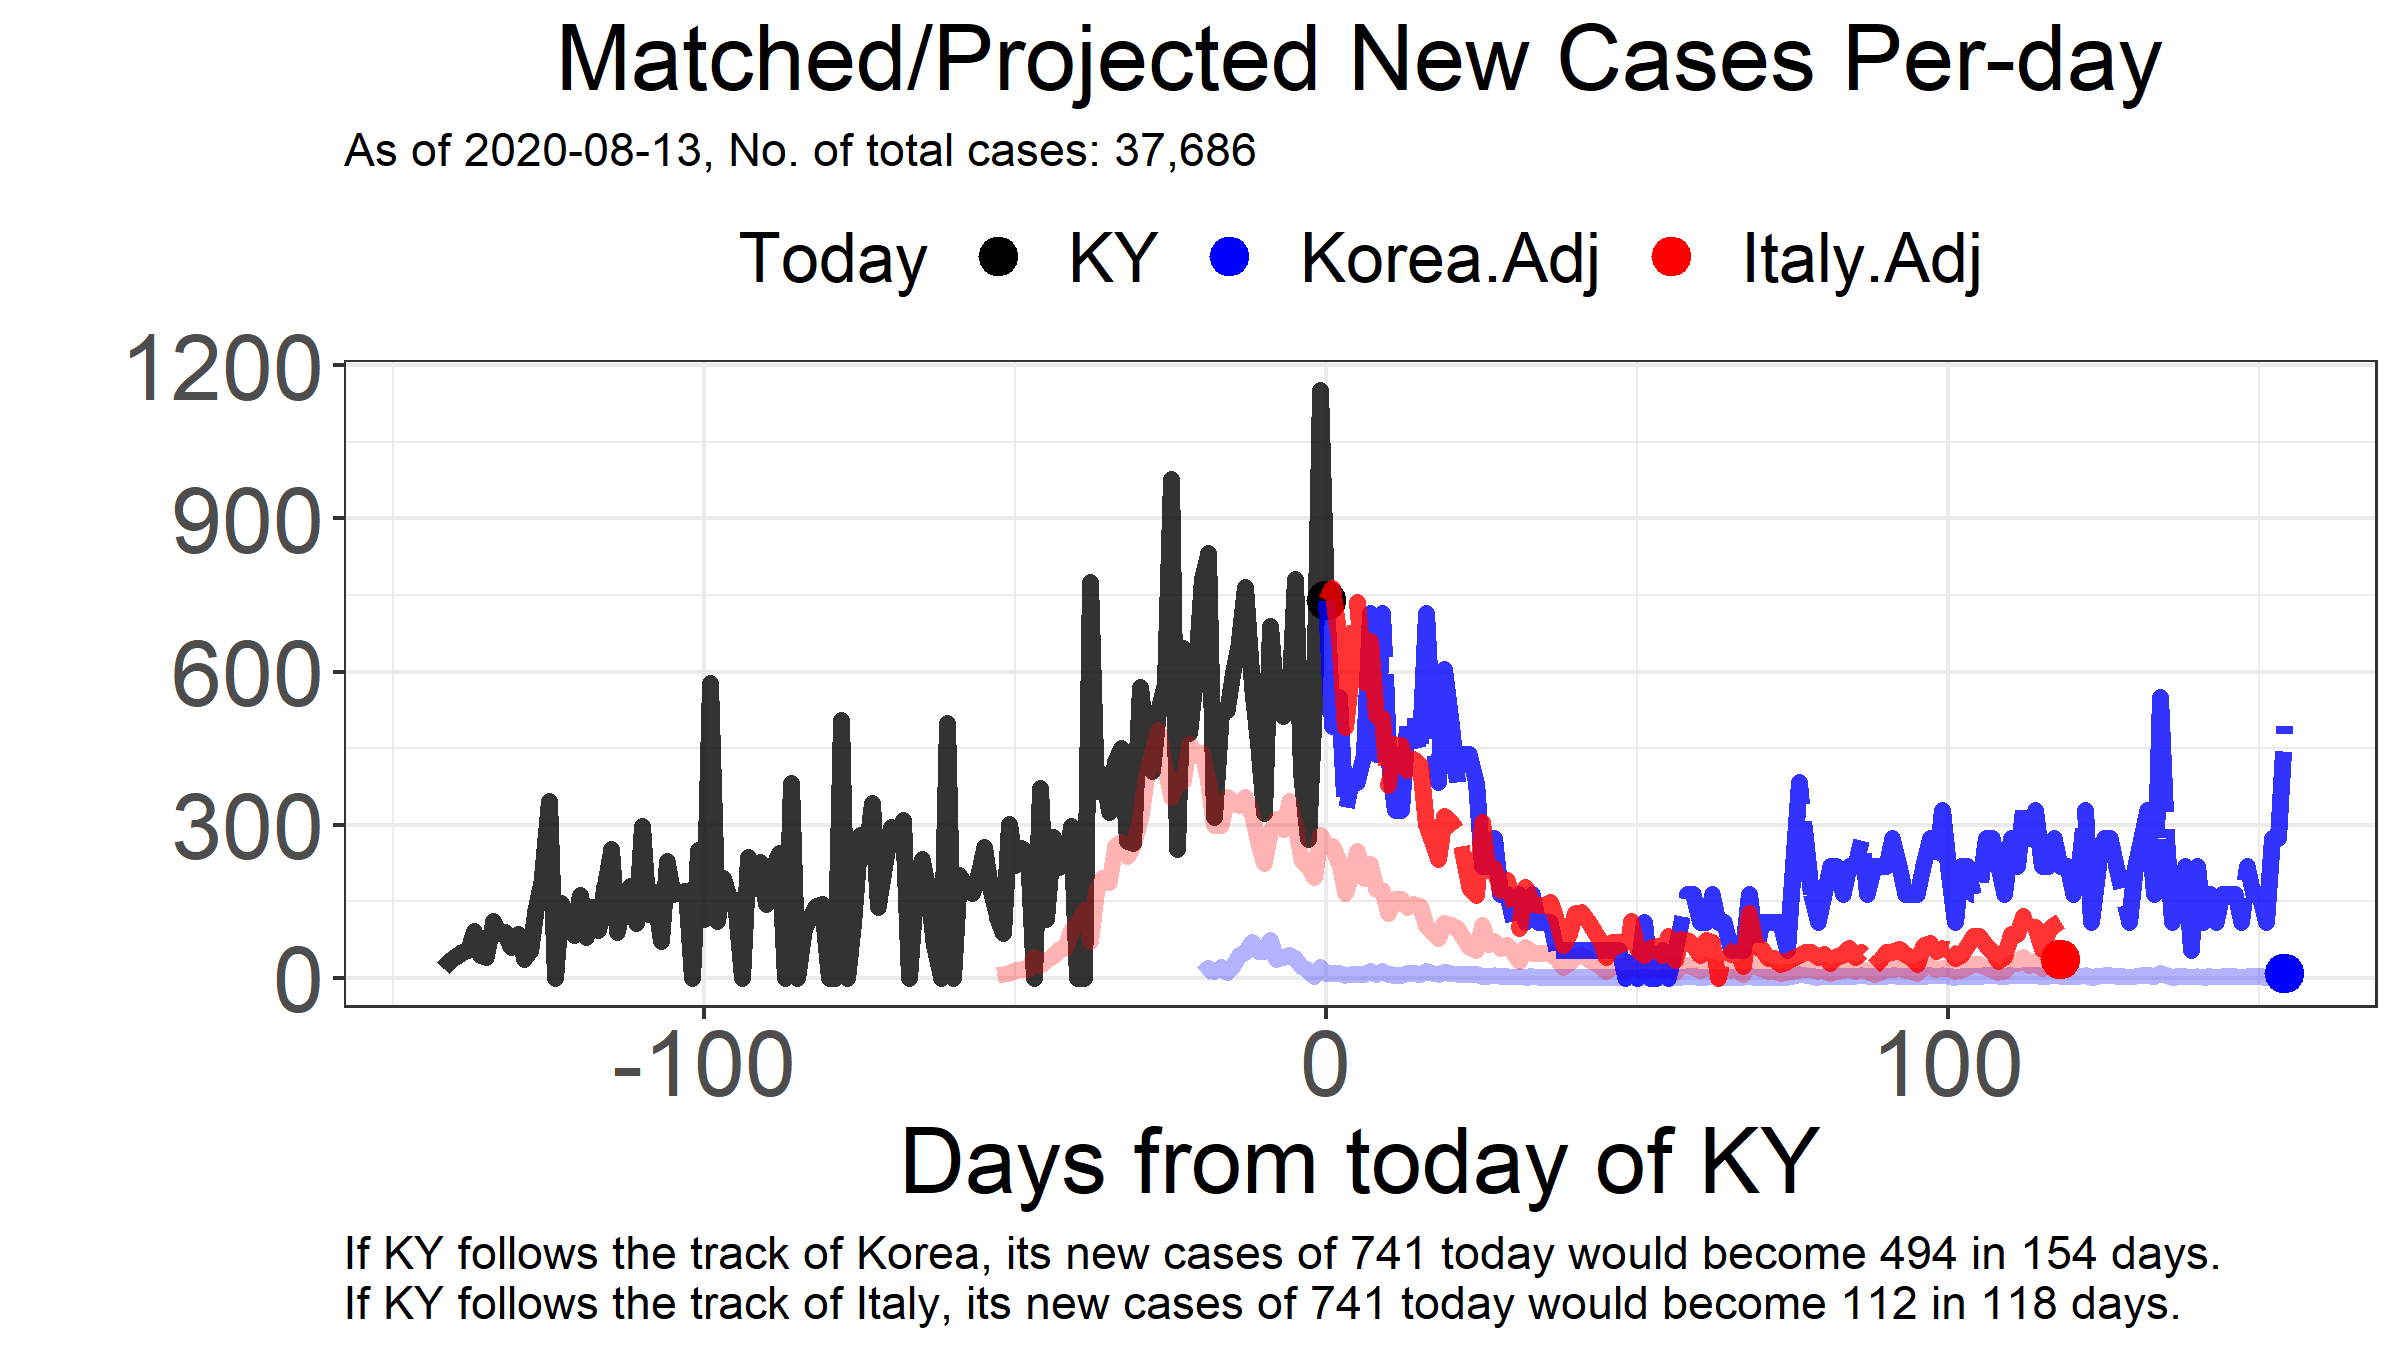 Matched/Projected New Cases Per-day
As of 2020-08-13, No. of total cases: 37,686
Today KY Korea.Adj Italy.Adj
1200
900
600
300
0
-100 0 100
Days from today of KY
If KY follows the track of Korea, its new cases of 741 today would become 494 in 154 days.
If KY follows the track of Italy, its new cases of 741 today would become 112 in 118 days.